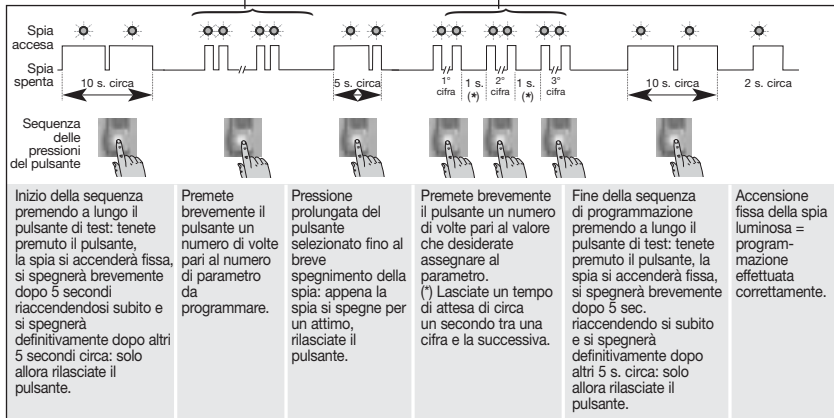 Spia
accesa
Spia
spenta
10 s. circa
5 s. circa
1°
cifra
1 s.
(*)
2°
cifra
1 s.
(*)
3°
cifra
10 s. circa
2 s. circa
Sequenza
delle
pressioni
del pulsante
Inizio della sequenza
premendo a lungo il
pulsante di test: tenete
premuto il pulsante,
la spia si accenderà fissa,
si spegnerà brevemente
dopo 5 secondi
riaccendendosi subito e
si spegnerà
definitivamente dopo altri
5 secondi circa: solo
allora rilasciate il
pulsante.
Premete
brevemente il
pulsante un
numero di volte
pari al numero
di parametro
da
programmare.
Pressione
prolungata del
pulsante
selezionato fino al
breve
spegnimento della
spia: appena la
spia si spegne per
un attimo,
rilasciate il
pulsante.
Premete brevemente
il pulsante un numero
di volte pari al valore
che desiderate
assegnare al
parametro.
(*) Lasciate un tempo
di attesa di circa
un secondo tra una
cifra e la successiva.
Fine della sequenza
di programmazione
premendo a lungo il
pulsante di test: tenete
premuto il pulsante, la
spia si accenderà fissa,
si spegnerà brevemente
dopo 5 sec.
riaccendendo si subito
e si spegnerà
definitivamente dopo
altri 5 s. circa: solo
allora rilasciate il
pulsante.
Accensione
fissa della spia
luminosa =
program-
mazione
effettuata
correttamente.